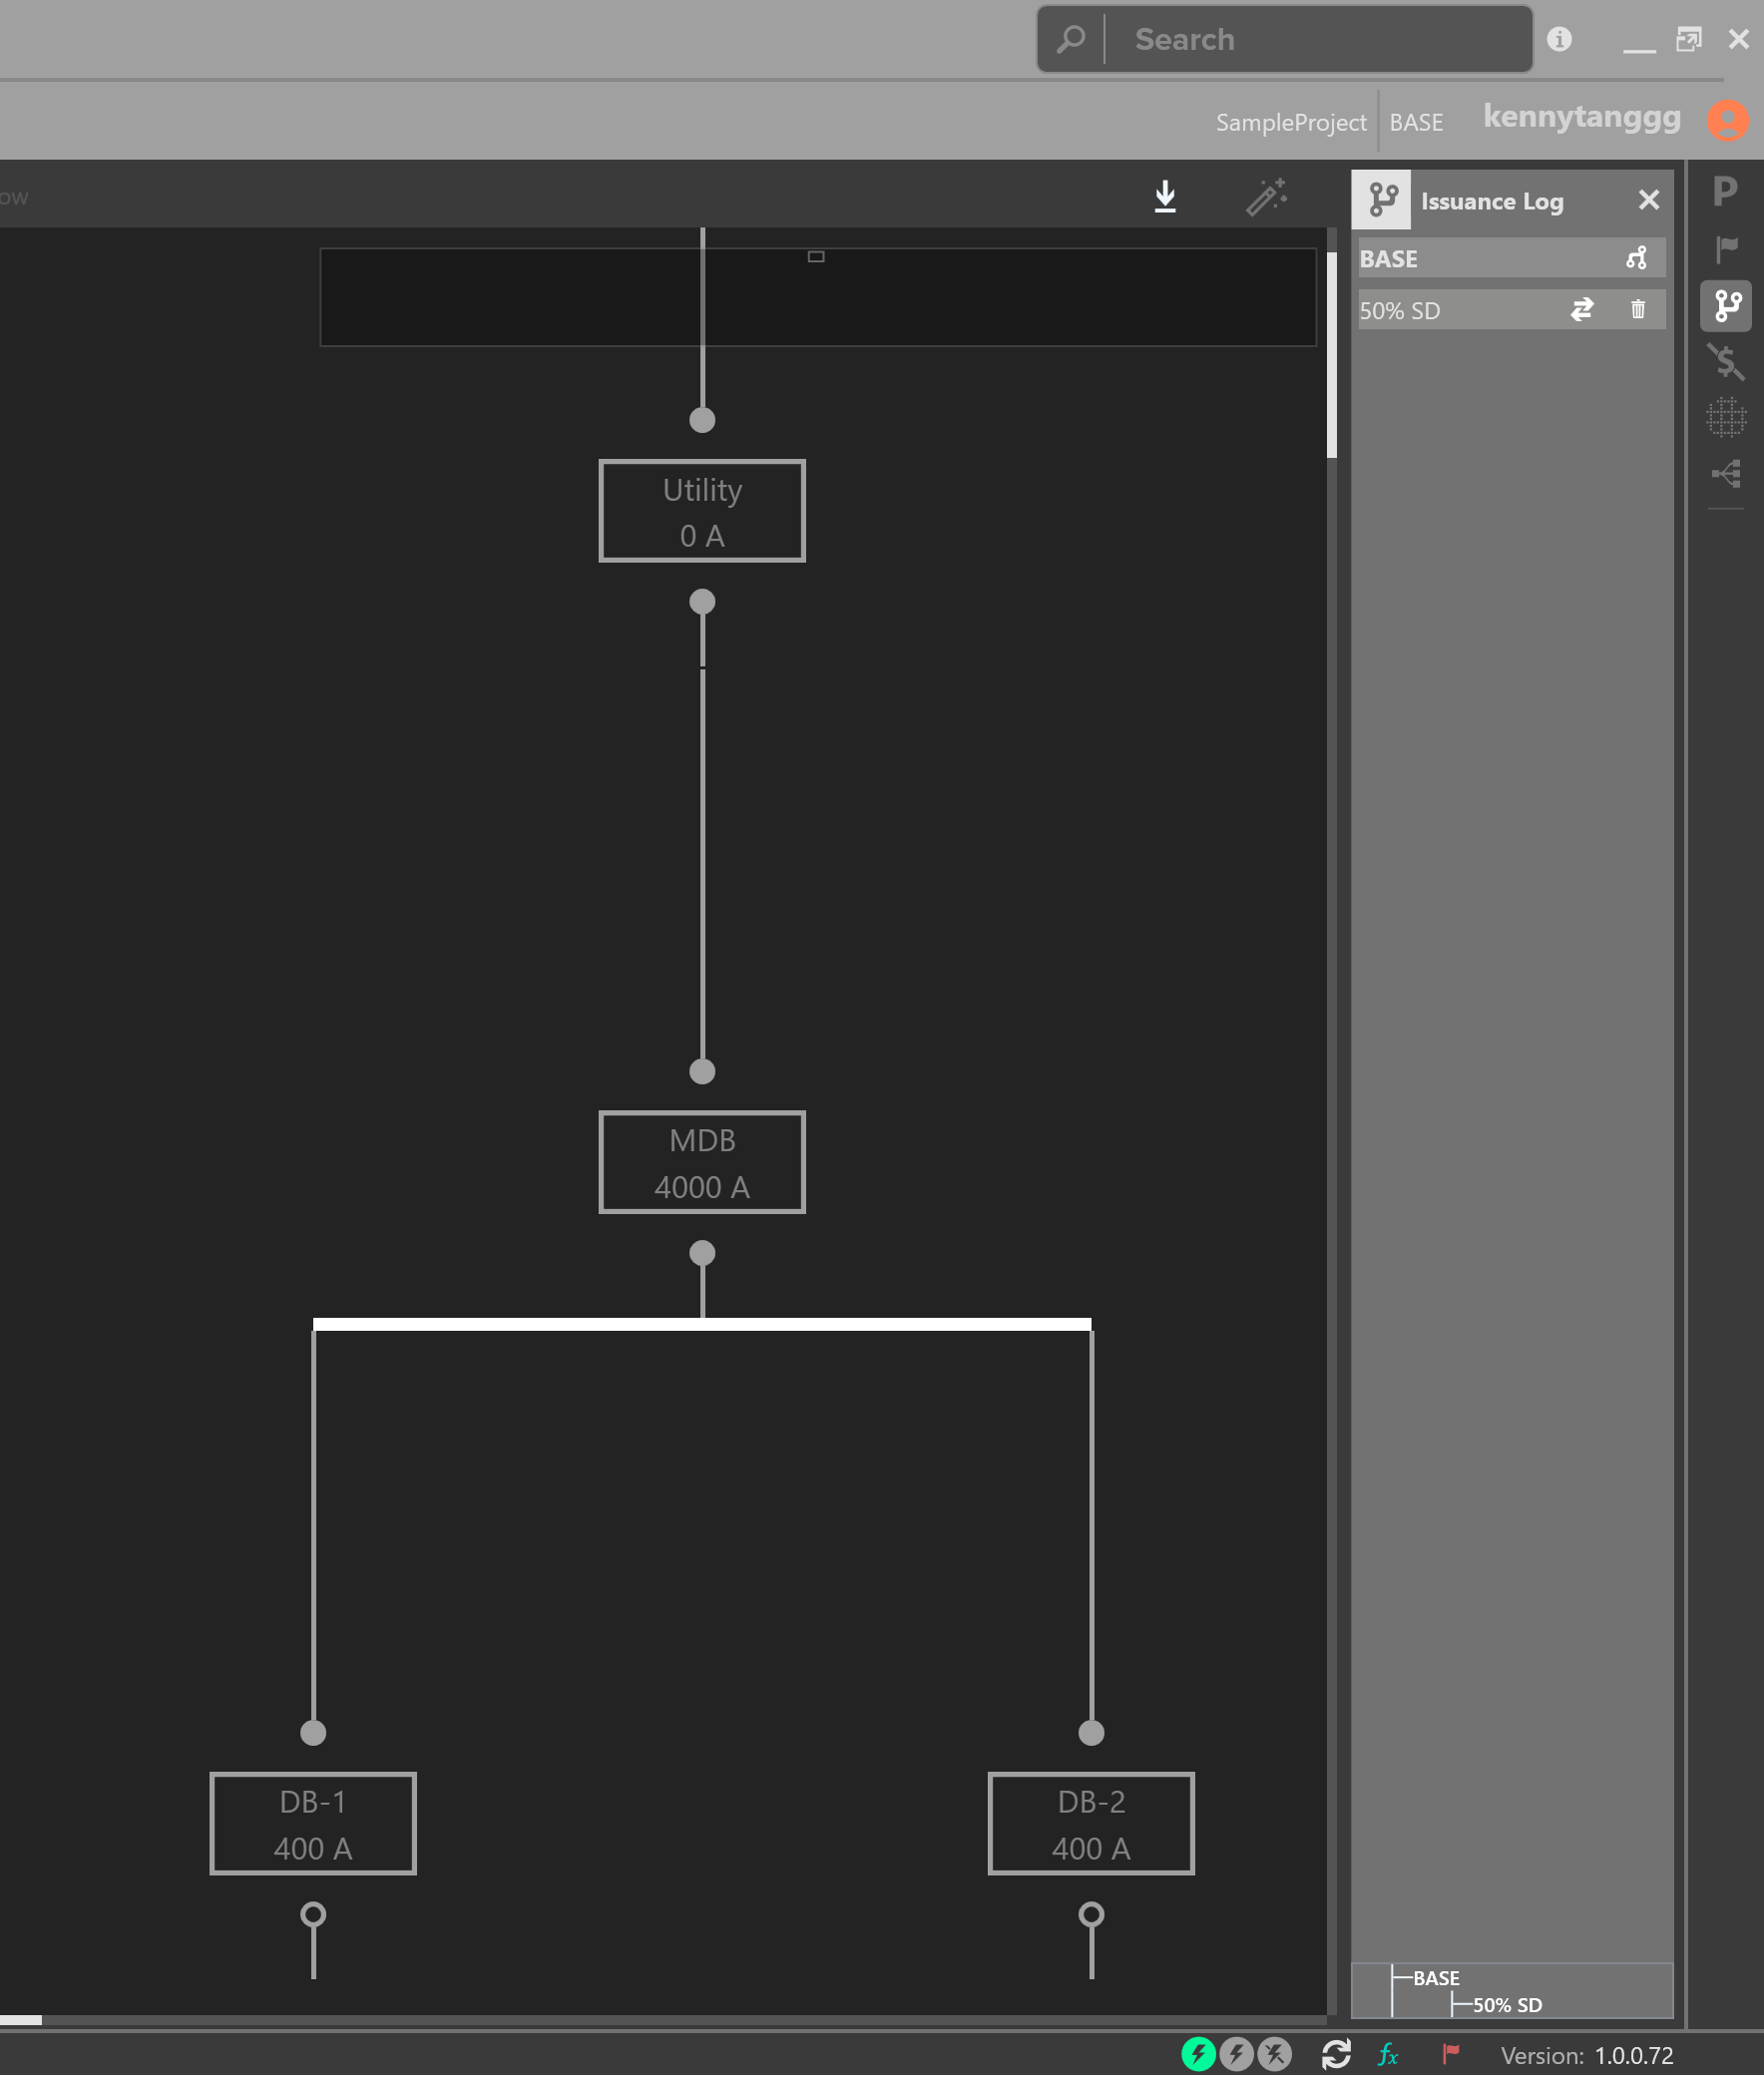 Search
SampleProject
BASE
kennytanggg
ow
Issuance Log
P
BASE
50% SD
Utility
0 A
MDB
4000 A
DB-1
400 A
DB-2
400 A
BASE
50% SD
fx
Version: 1.0.0.72